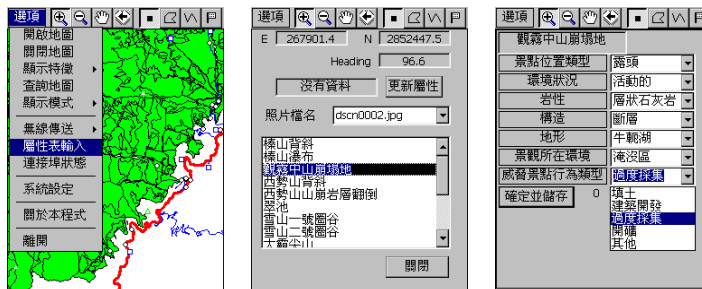 選項
開啟地圖
關閉地圖
顯示特徵
查詢地圖
顯示模式
無線傳送
屬性表輸入
連接埠狀態
系統設定
關於本程式
離開
選項
E 267901.4 N 2852447.5
Heading 96.6
沒有資料 更新屬性
照片檔名 dscn0002.jpg
榛山背斜
榛山瀑布
觀霧中山崩塌地
西勢山背斜
西勢山山崩岩層翻倒
翠池
雪山一號圈谷
雪山二號圈谷
大霸尖山
關閉
選項
觀霧中山崩塌地
景點位置類型 露頭
環境狀況 活動的
岩性 層狀石灰岩
構造 斷層
地形 牛軛湖
景觀所在環境 淹沒區
威脅景點行為類型 過度採集
確定並儲存 0
填土
建築開發
過度採集
開礦
其他